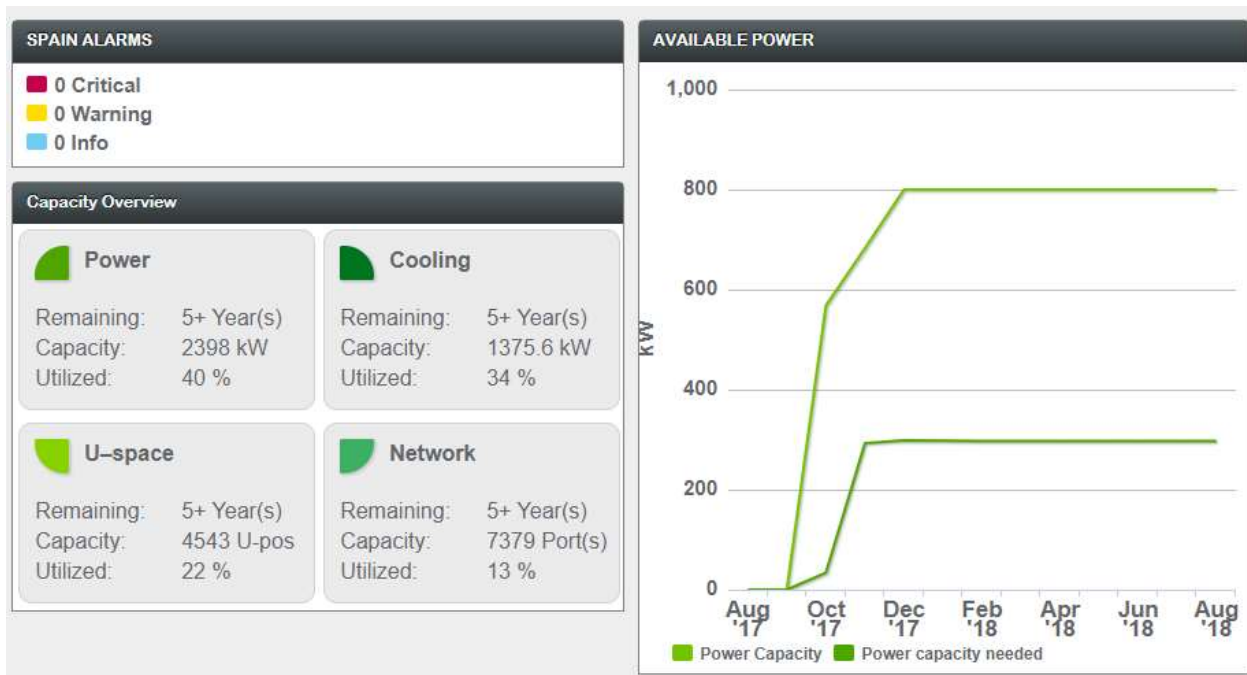 SPAIN ALARMS
0 Critical
0 Warning
0 Info
Capacity Overview
Power
Remaining: 5+ Year(s)
Capacity: 2398 kW
Utilized: 40 %
Cooling
Remaining: 5+ Year(s)
Capacity: 1375.6 kW
Utilized: 34 %
U–space
Remaining: 5+ Year(s)
Capacity: 4543 U-pos
Utilized: 22 %
Network
Remaining: 5+ Year(s)
Capacity: 7379 Port(s)
Utilized: 13 %
AVAILABLE POWER
1,000
800
600
kW
400
200
0
Aug Oct Dec Feb Apr Jun Aug
'17 '17 '17 '18 '18 '18 '18
Power Capacity Power capacity needed